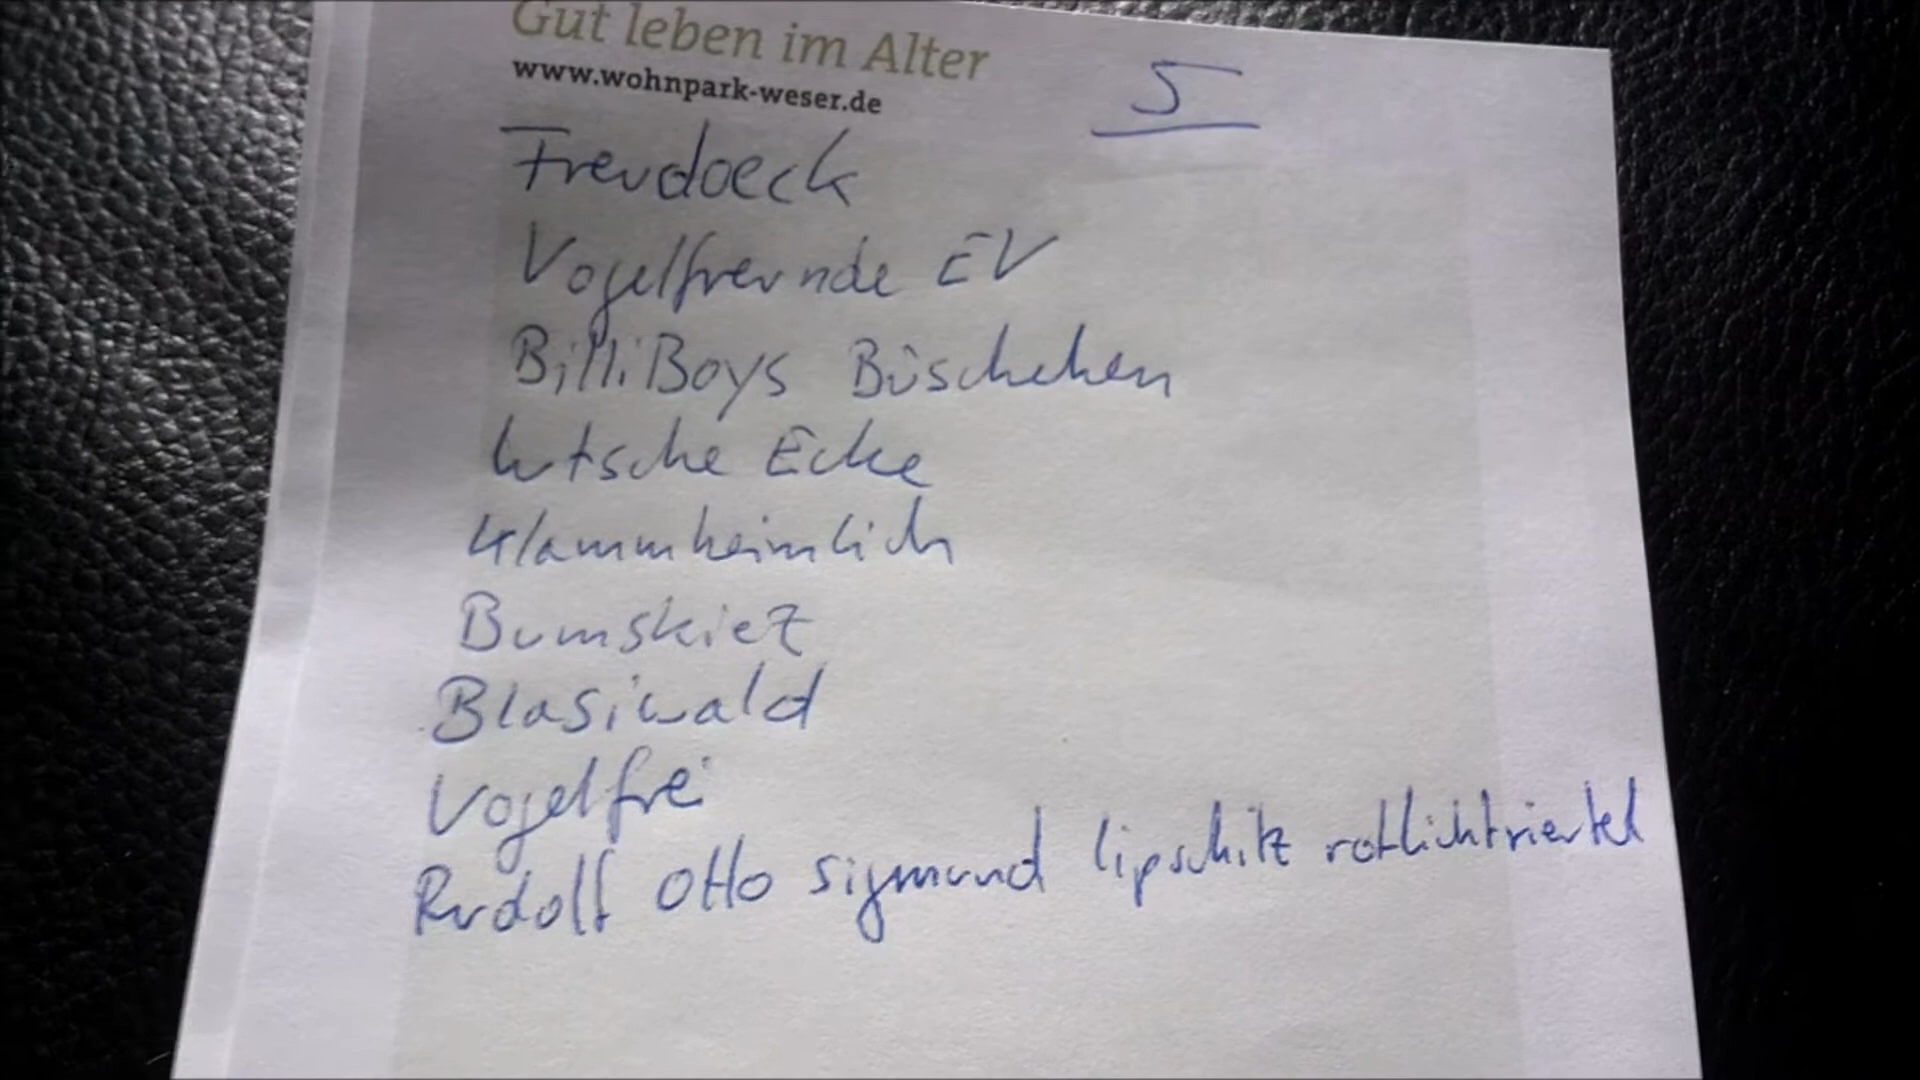 Gut leben im Alter
www.wohnpark-weser.de
5
Freudoeck
Vogelfreunde EV
BilliBoys Büschchen
lutsche Ecke
Klammheimlich
Bumskiez
Blasiwald
Vogelfrei
Rudolf Otto sigmund lipschitz rotlichtviertel